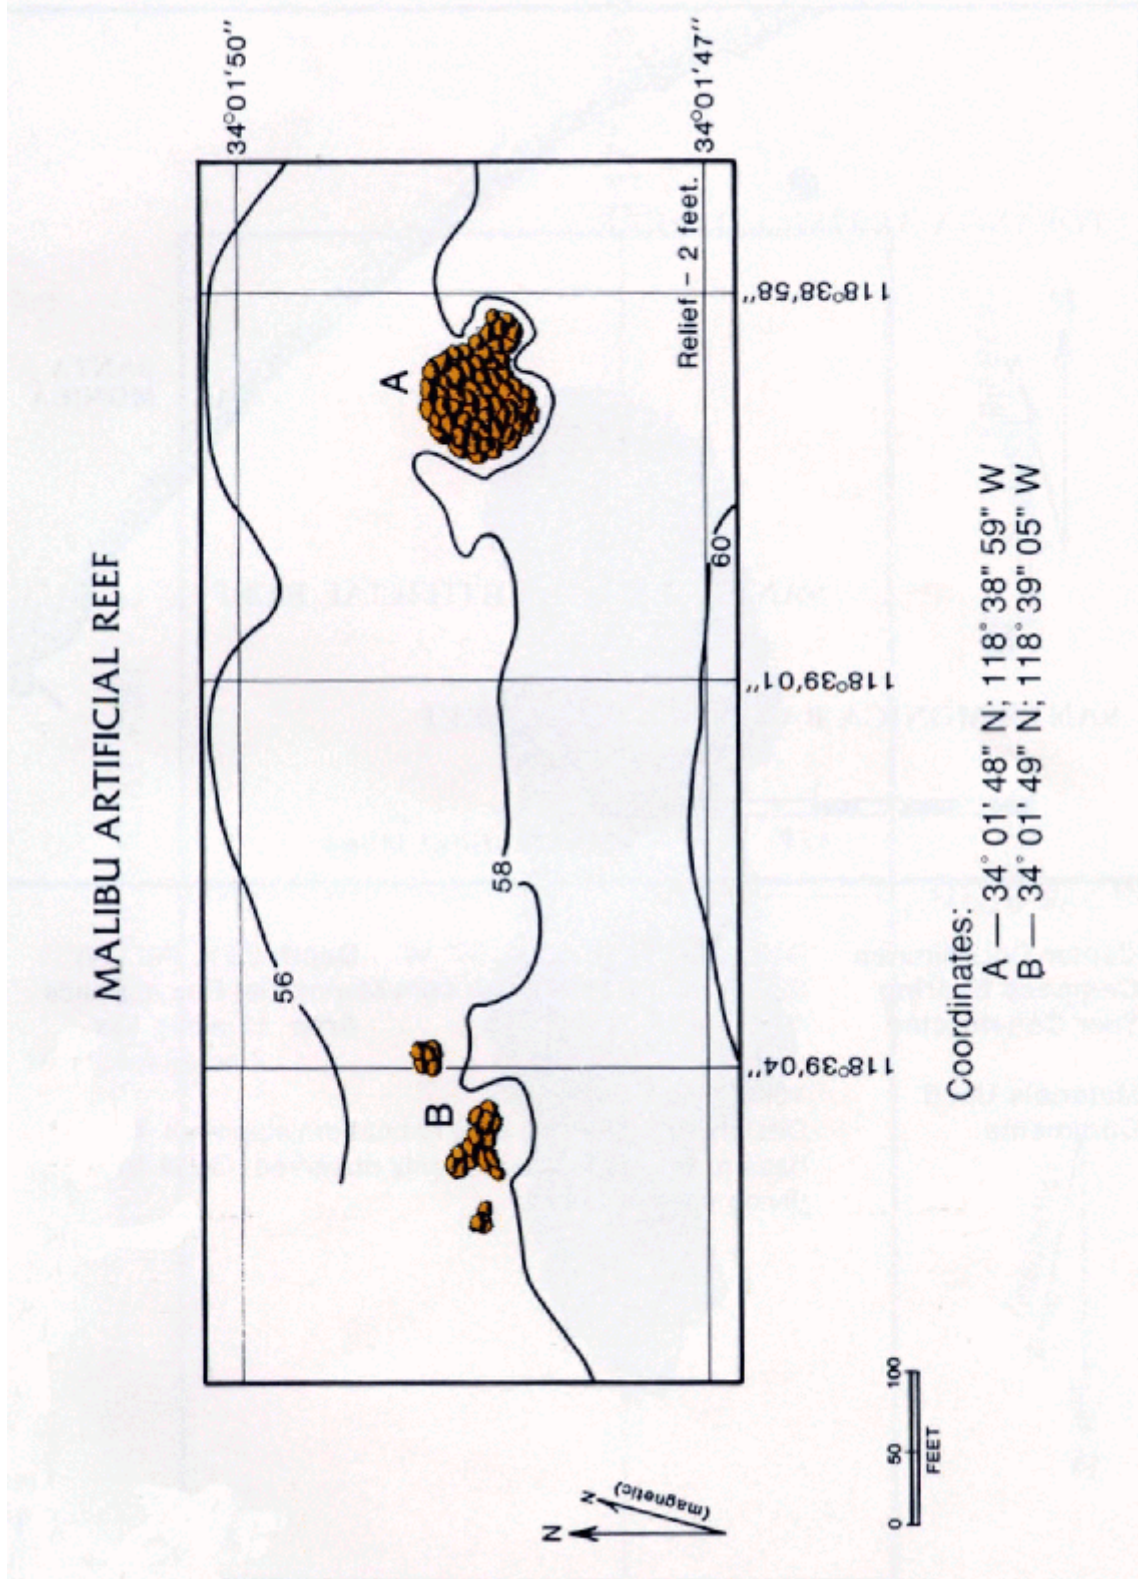 MALIBU ARTIFICIAL REEF
34°01'50"
A
56
B
58
Relief – 2 feet.
60
34°01'47"
118°39'04"
118°39'01"
118°38'58"
N
N
(magnetic)
0 50 100
FEET
Coordinates:
A — 34° 01' 48" N; 118° 38' 59" W
B — 34° 01' 49" N; 118° 39' 05" W